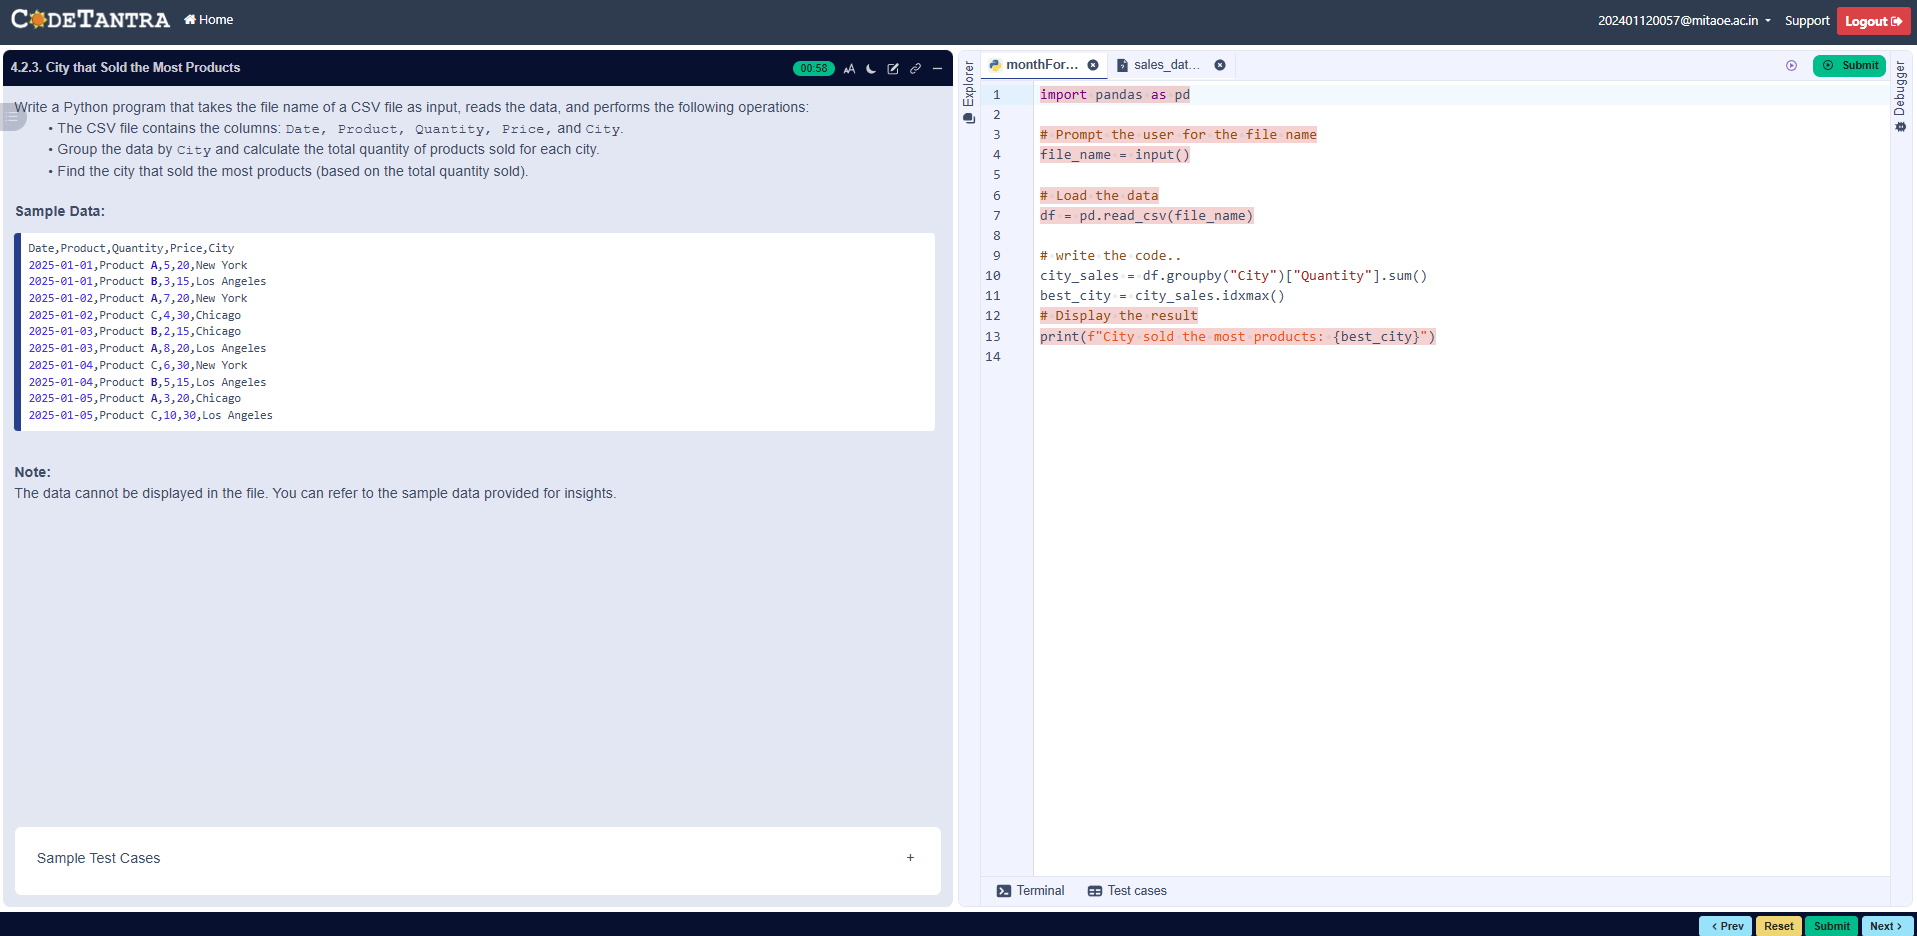 CODETANTRA Home 202401120057@mitaoe.ac.in Support Logout
4.2.3. City that Sold the Most Products 00:58 AA
Write a Python program that takes the file name of a CSV file as input, reads the data, and performs the following operations:
• The CSV file contains the columns: Date, Product, Quantity, Price, and City.
• Group the data by City and calculate the total quantity of products sold for each city.
• Find the city that sold the most products (based on the total quantity sold).
Sample Data:
Date,Product,Quantity,Price,City
2025-01-01,Product A,5,20,New York
2025-01-01,Product B,3,15,Los Angeles
2025-01-02,Product A,7,20,New York
2025-01-02,Product C,4,30,Chicago
2025-01-03,Product B,2,15,Chicago
2025-01-03,Product A,8,20,Los Angeles
2025-01-04,Product C,6,30,New York
2025-01-04,Product B,5,15,Los Angeles
2025-01-05,Product A,3,20,Chicago
2025-01-05,Product C,10,30,Los Angeles
Note:
The data cannot be displayed in the file. You can refer to the sample data provided for insights.
Sample Test Cases +
Explorer
monthFor... sales_dat... Submit
1 import pandas as pd
2
3 # Prompt the user for the file name
4 file_name = input()
5
6 # Load the data
7 df = pd.read_csv(file_name)
8
9 # write the code..
10 city_sales = df.groupby("City")["Quantity"].sum()
11 best_city = city_sales.idxmax()
12 # Display the result
13 print(f"City sold the most products: {best_city}")
14
Debugger
Terminal Test cases
< Prev Reset Submit Next >